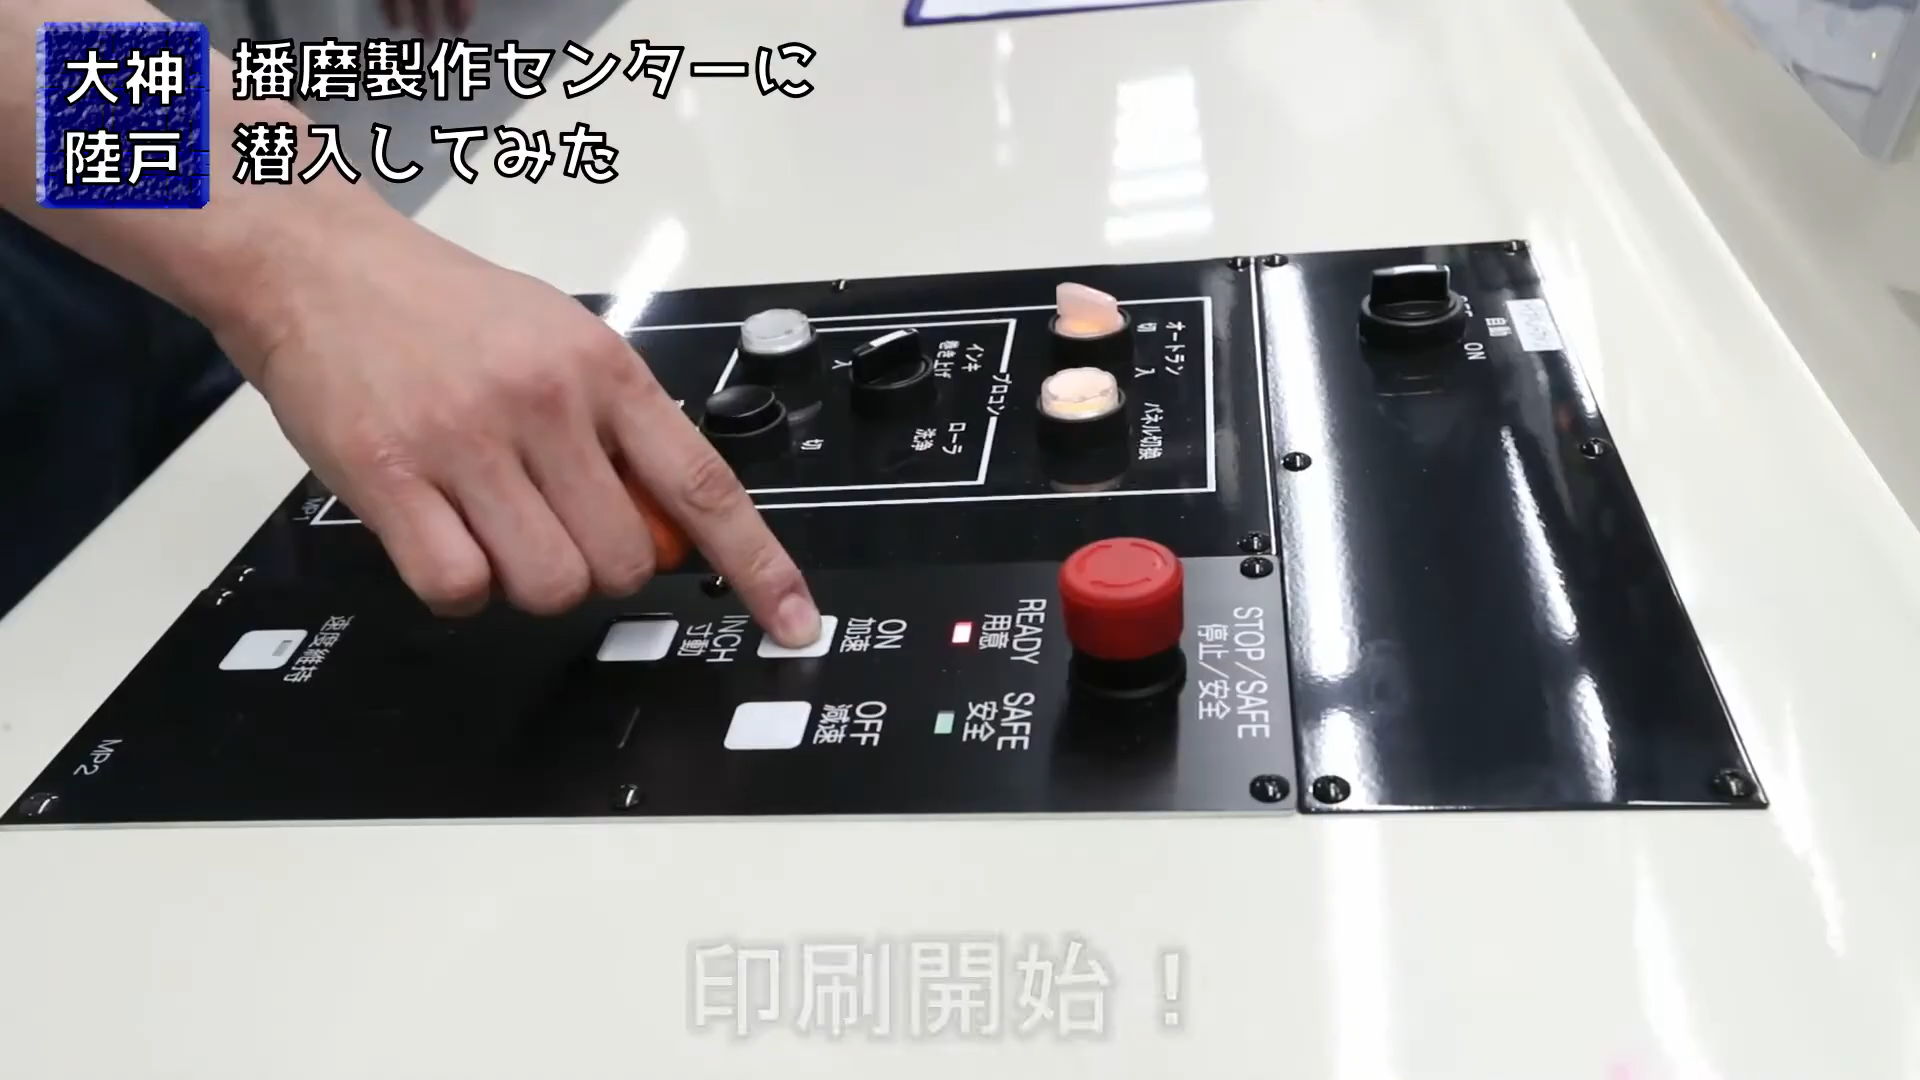 大神
陸戸
播磨製作センターに
潜入してみた
オートラン
切
入
パネル切換
プロコン
インキ
巻き上げ
ローラ
洗浄
入
切
自動
ON
MP1
STOP/SAFE
停止/安全
READY
用意
SAFE
安全
ON
加速
OFF
減速
INCH
寸動
速度維持
MP2
印刷開始！